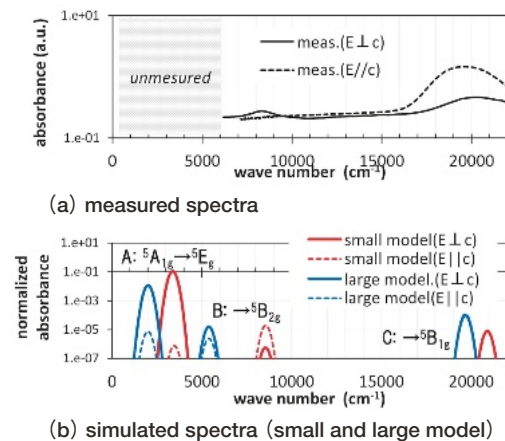 absorbance (a.u.)
1.e+01
1.e-01
unmesured
meas.(E⊥c)
meas.(E//c)
0 5000 10000 15000 20000
wave number (cm⁻¹)
(a) measured spectra
normalized absorbance
1.e+01
1.e-01
1.e-03
1.e-05
1.e-07
A: ⁵A₁g→⁵Eg
B: →⁵B₂g
C: →⁵B₁g
small model(E⊥c)
small model(E||c)
large model.(E⊥c)
large model(E||c)
0 5000 10000 15000 20000
wave number (cm⁻¹)
(b) simulated spectra (small and large model)